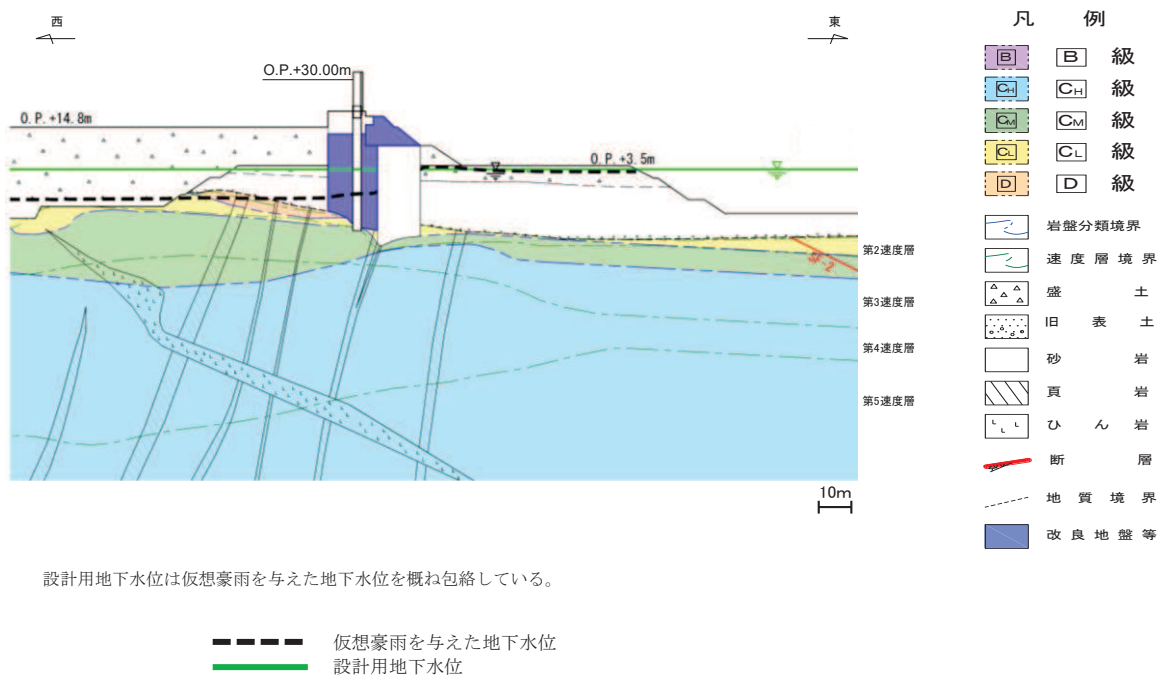 西
東
O.P.+30.00m
O.P.+14.8m
O.P.+3.5m
第2速度層
第3速度層
第4速度層
第5速度層
10m
凡 例
B B 級
CH CH 級
CM CM 級
CL CL 級
D D 級
岩盤分類境界
速度層境界
盛 土
旧 表 土
砂 岩
頁 岩
ひ ん 岩
断 層
地 質 境 界
改 良 地 盤 等
設計用地下水位は仮想豪雨を与えた地下水位を概ね包絡している。
仮想豪雨を与えた地下水位
設計用地下水位